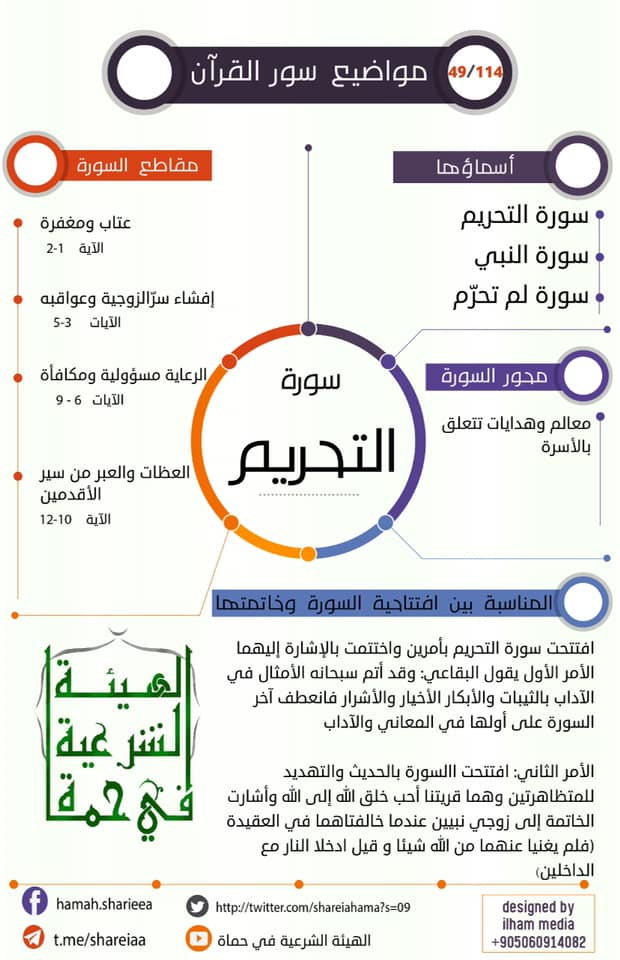 مواضيع سور القرآن
49/114
أسماؤها
سورة التحريم
سورة النبي
سورة لم تحرّم
محور السورة
معالم وهدايات تتعلق
بالأسرة
مقاطع السورة
عتاب ومغفرة
الآية 1-2
إفشاء سرّالزوجية وعواقبه
الآيات 3-5
الرعاية مسؤولية ومكافأة
الآيات 6 - 9
العظات والعبر من سير
الأقدمين
الآية 10-12
سورة
التحريم
المناسبة بين افتتاحية السورة وخاتمتها
افتتحت سورة التحريم بأمرين واختتمت بالإشارة إليهما
الأمر الأول يقول البقاعي: وقد أتم سبحانه الأمثال في
الآداب بالثيبات والأبكار الأخيار والأشرار فانعطف آخر
السورة على أولها في المعاني والآداب
الأمر الثاني: افتتحت االسورة بالحديث والتهديد
للمتظاهرتين وهما قريتنا أحب خلق الله إلى الله وأشارت
الخاتمة إلى زوجي نبيين عندما خالفتاهما في العقيدة
(فلم يغنيا عنهما من الله شيئا و قيل ادخلا النار مع
الداخلين)
الهيئة
الشرعية
في حماة
hamah.sharieea
http://twitter.com/shareiahama?s=09
t.me/shareiaa
الهيئة الشرعية في حماة
designed by
ilham media
+905060914082